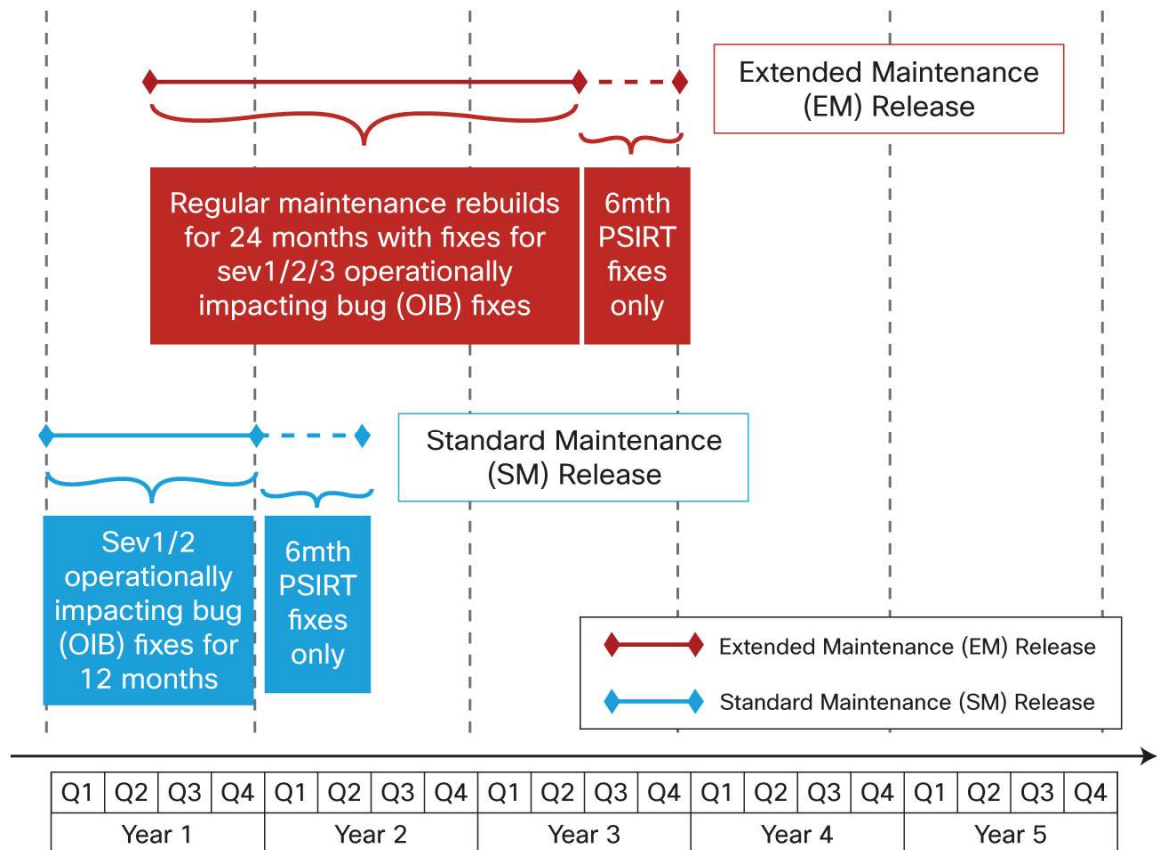 Extended Maintenance
(EM) Release
Regular maintenance rebuilds
for 24 months with fixes for
sev1/2/3 operationally
impacting bug (OIB) fixes
6mth
PSIRT
fixes
only
Standard Maintenance
(SM) Release
Sev1/2
operationally
impacting bug
(OIB) fixes for
12 months
6mth
PSIRT
fixes
only
Extended Maintenance (EM) Release
Standard Maintenance (SM) Release
Q1 Q2 Q3 Q4 Q1 Q2 Q3 Q4 Q1 Q2 Q3 Q4 Q1 Q2 Q3 Q4 Q1 Q2 Q3 Q4
Year 1 Year 2 Year 3 Year 4 Year 5